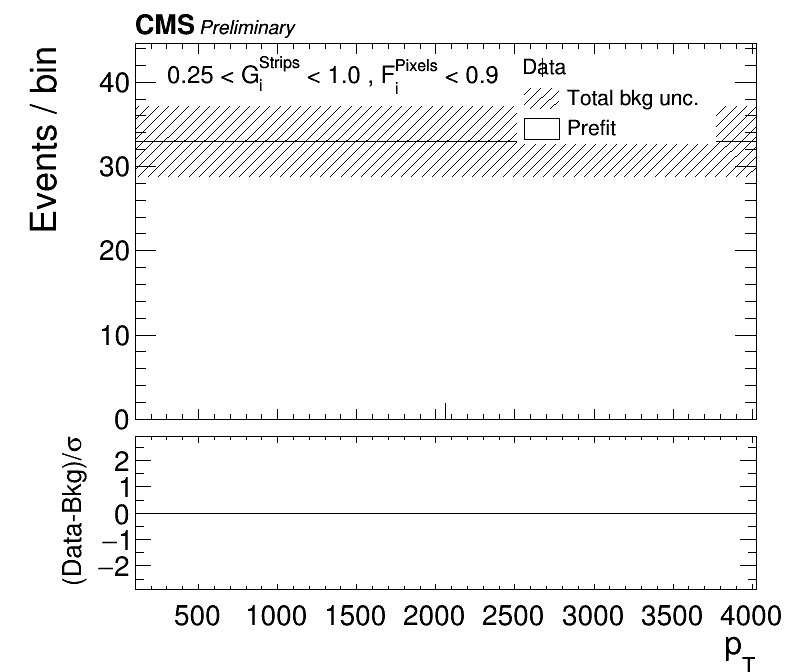 CMS Preliminary
0.25 < G_i^Strips < 1.0 , F_i^Pixels < 0.9
Data
Total bkg unc.
Prefit
Events / bin
40
30
20
10
0
(Data-Bkg)/σ
2
1
0
−1
−2
500 1000 1500 2000 2500 3000 3500 4000
p_T